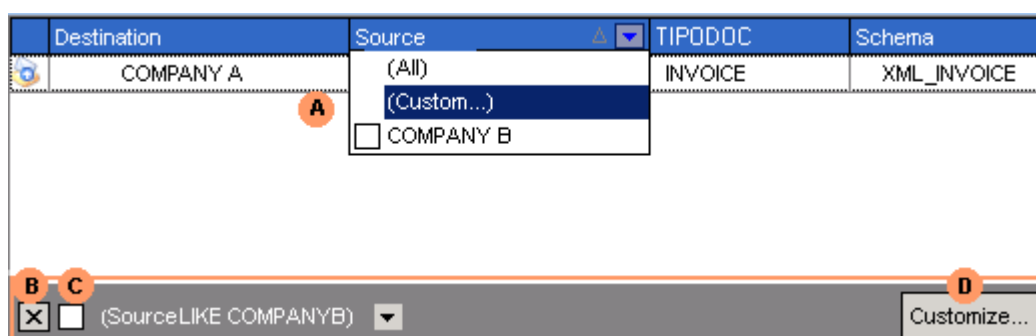 Destination Source TIPODOC Schema
COMPANY A INVOICE XML_INVOICE
(All)
A
(Custom...)
COMPANY B
B C D
(SourceLIKE COMPANYB) Customize...